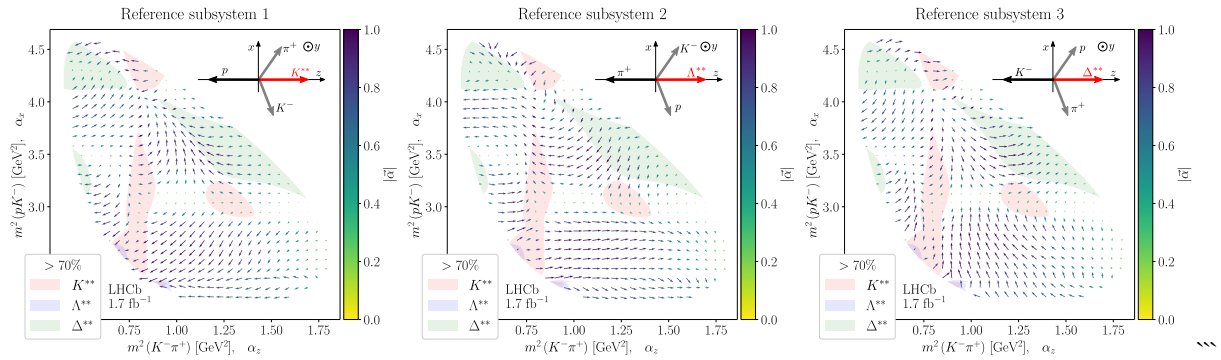 Reference subsystem 1
4.5
4.0
3.5
3.0
0.75
1.00
1.25
1.50
1.75
m²(pK⁻) [GeV²], αₓ
m²(K⁻π⁺) [GeV²], α_z
x
π⁺
⊙y
p
K**
z
K⁻
> 70%
K**
Λ**
Δ**
LHCb
1.7 fb⁻¹
1.0
0.8
0.6
0.4
0.2
0.0
|α⃗|
Reference subsystem 2
4.5
4.0
3.5
3.0
0.75
1.00
1.25
1.50
1.75
m²(pK⁻) [GeV²], αₓ
m²(K⁻π⁺) [GeV²], α_z
x
K⁻
⊙y
π⁺
Λ**
z
p
> 70%
K**
Λ**
Δ**
LHCb
1.7 fb⁻¹
1.0
0.8
0.6
0.4
0.2
0.0
|α⃗|
Reference subsystem 3
4.5
4.0
3.5
3.0
0.75
1.00
1.25
1.50
1.75
m²(pK⁻) [GeV²], αₓ
m²(K⁻π⁺) [GeV²], α_z
x
p
⊙y
K⁻
Δ**
z
π⁺
> 70%
K**
Λ**
Δ**
LHCb
1.7 fb⁻¹
1.0
0.8
0.6
0.4
0.2
0.0
|α⃗|
```